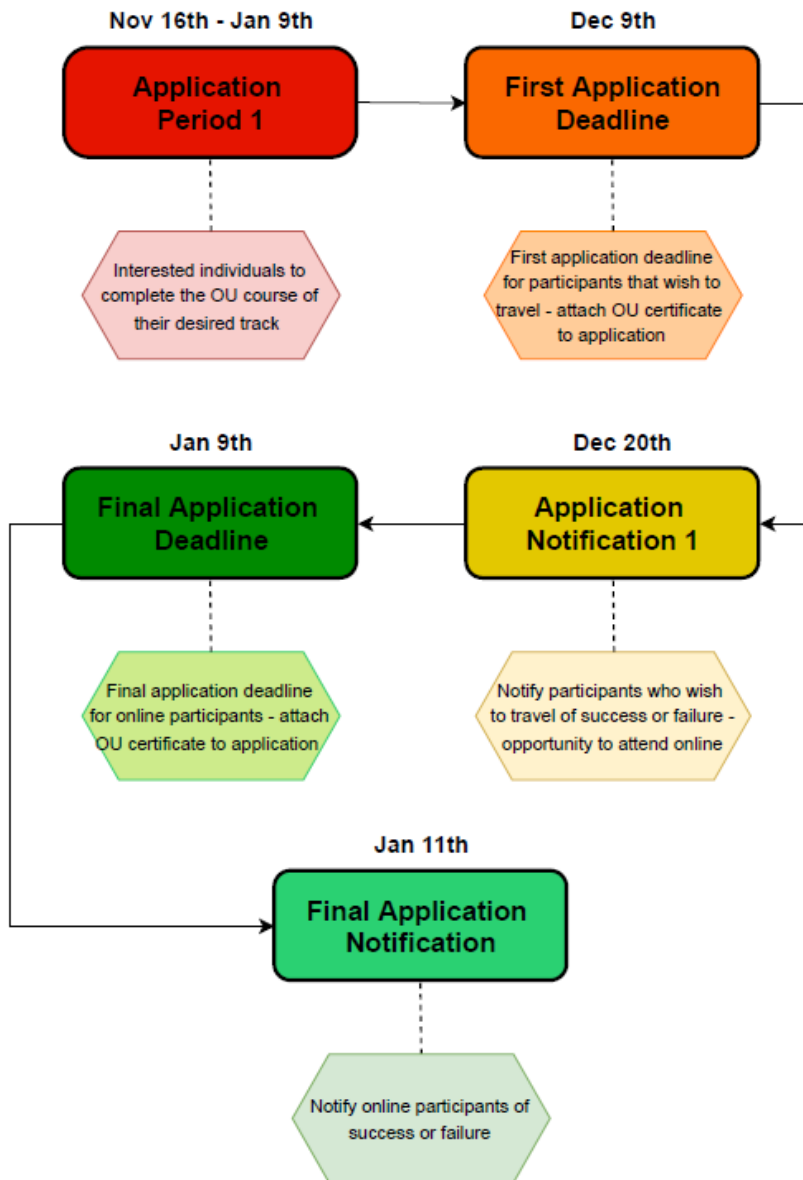 Nov 16th - Jan 9th
Application
Period 1
Interested individuals to
complete the OU course of
their desired track
Dec 9th
First Application
Deadline
First application deadline
for participants that wish to
travel - attach OU certificate
to application
Dec 20th
Application
Notification 1
Notify participants who wish
to travel of success or failure -
opportunity to attend online
Jan 9th
Final Application
Deadline
Final application deadline
for online participants - attach
OU certificate to application
Jan 11th
Final Application
Notification
Notify online participants of
success or failure